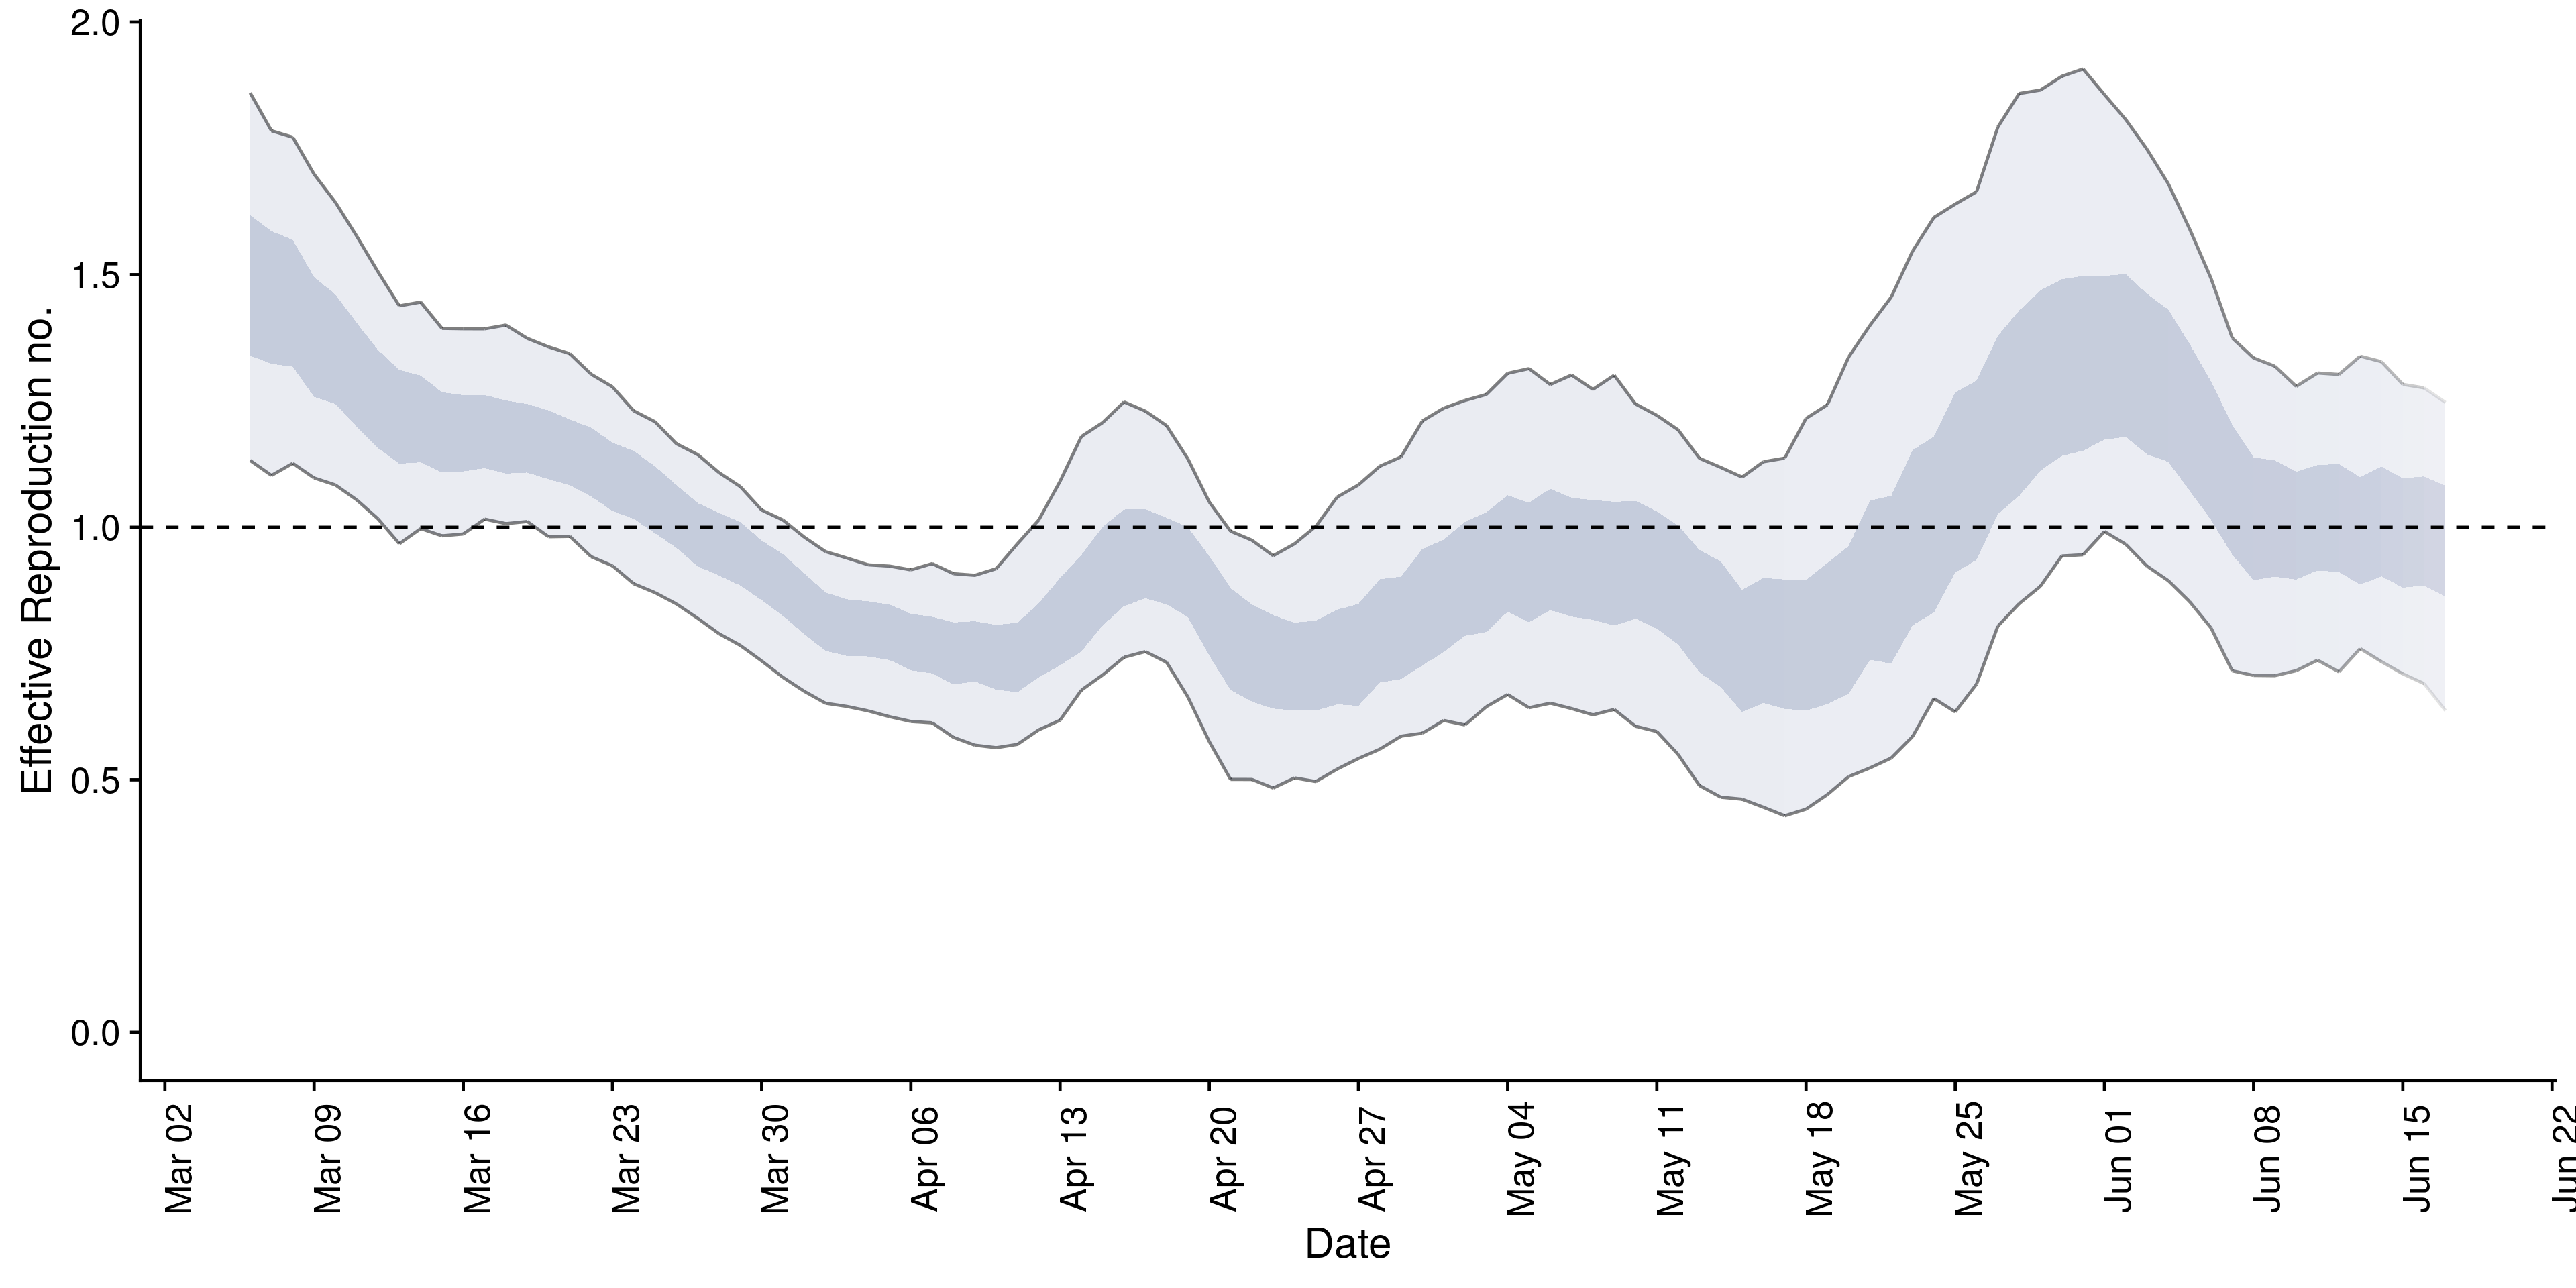 Effective Reproduction no.
2.0
1.5
1.0
0.5
0.0
Mar 02
Mar 09
Mar 16
Mar 23
Mar 30
Apr 06
Apr 13
Apr 20
Apr 27
May 04
May 11
May 18
May 25
Jun 01
Jun 08
Jun 15
Jun 22
Date